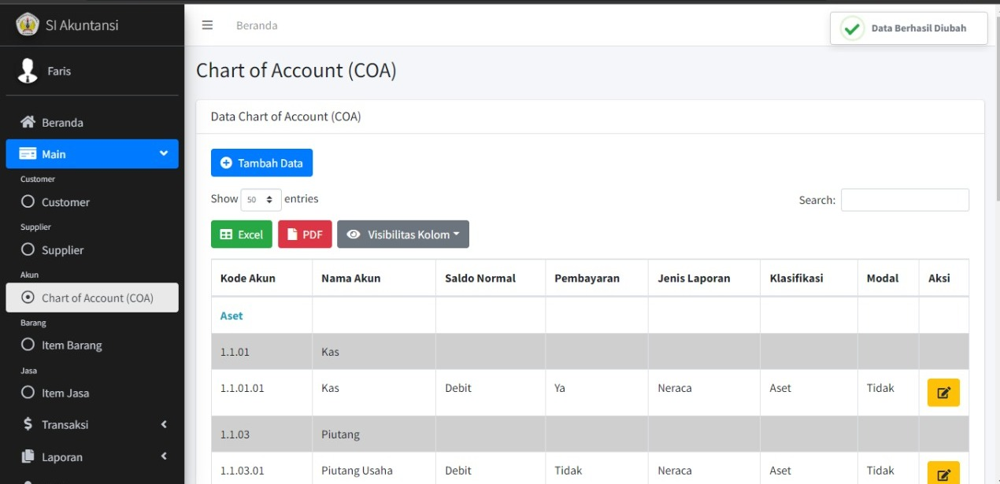 SI Akuntansi
Beranda
Data Berhasil Diubah
Faris
Chart of Account (COA)
Beranda
Data Chart of Account (COA)
Main
Tambah Data
Customer
Customer
Show 50 entries
Search:
Supplier
Supplier
Excel PDF Visibilitas Kolom
Akun
Chart of Account (COA)
Barang
Item Barang
Jasa
Item Jasa
Transaksi
Laporan
Kode Akun Nama Akun Saldo Normal Pembayaran Jenis Laporan Klasifikasi Modal Aksi
Aset
1.1.01 Kas
1.1.01.01 Kas Debit Ya Neraca Aset Tidak
1.1.03 Piutang
1.1.03.01 Piutang Usaha Debit Tidak Neraca Aset Tidak